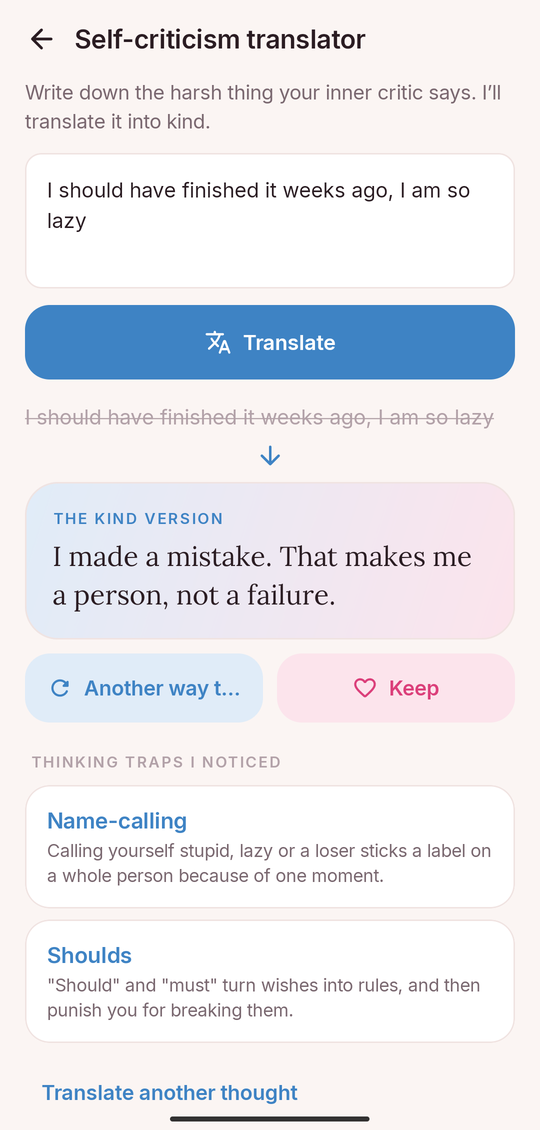 Self-criticism translator
Write down the harsh thing your inner critic says. I’ll
translate it into kind.
I should have finished it weeks ago, I am so
lazy
Translate
I should have finished it weeks ago, I am so lazy
THE KIND VERSION
I made a mistake. That makes me
a person, not a failure.
Another way t...
Keep
THINKING TRAPS I NOTICED
Name-calling
Calling yourself stupid, lazy or a loser sticks a label on
a whole person because of one moment.
Shoulds
"Should" and "must" turn wishes into rules, and then
punish you for breaking them.
Translate another thought